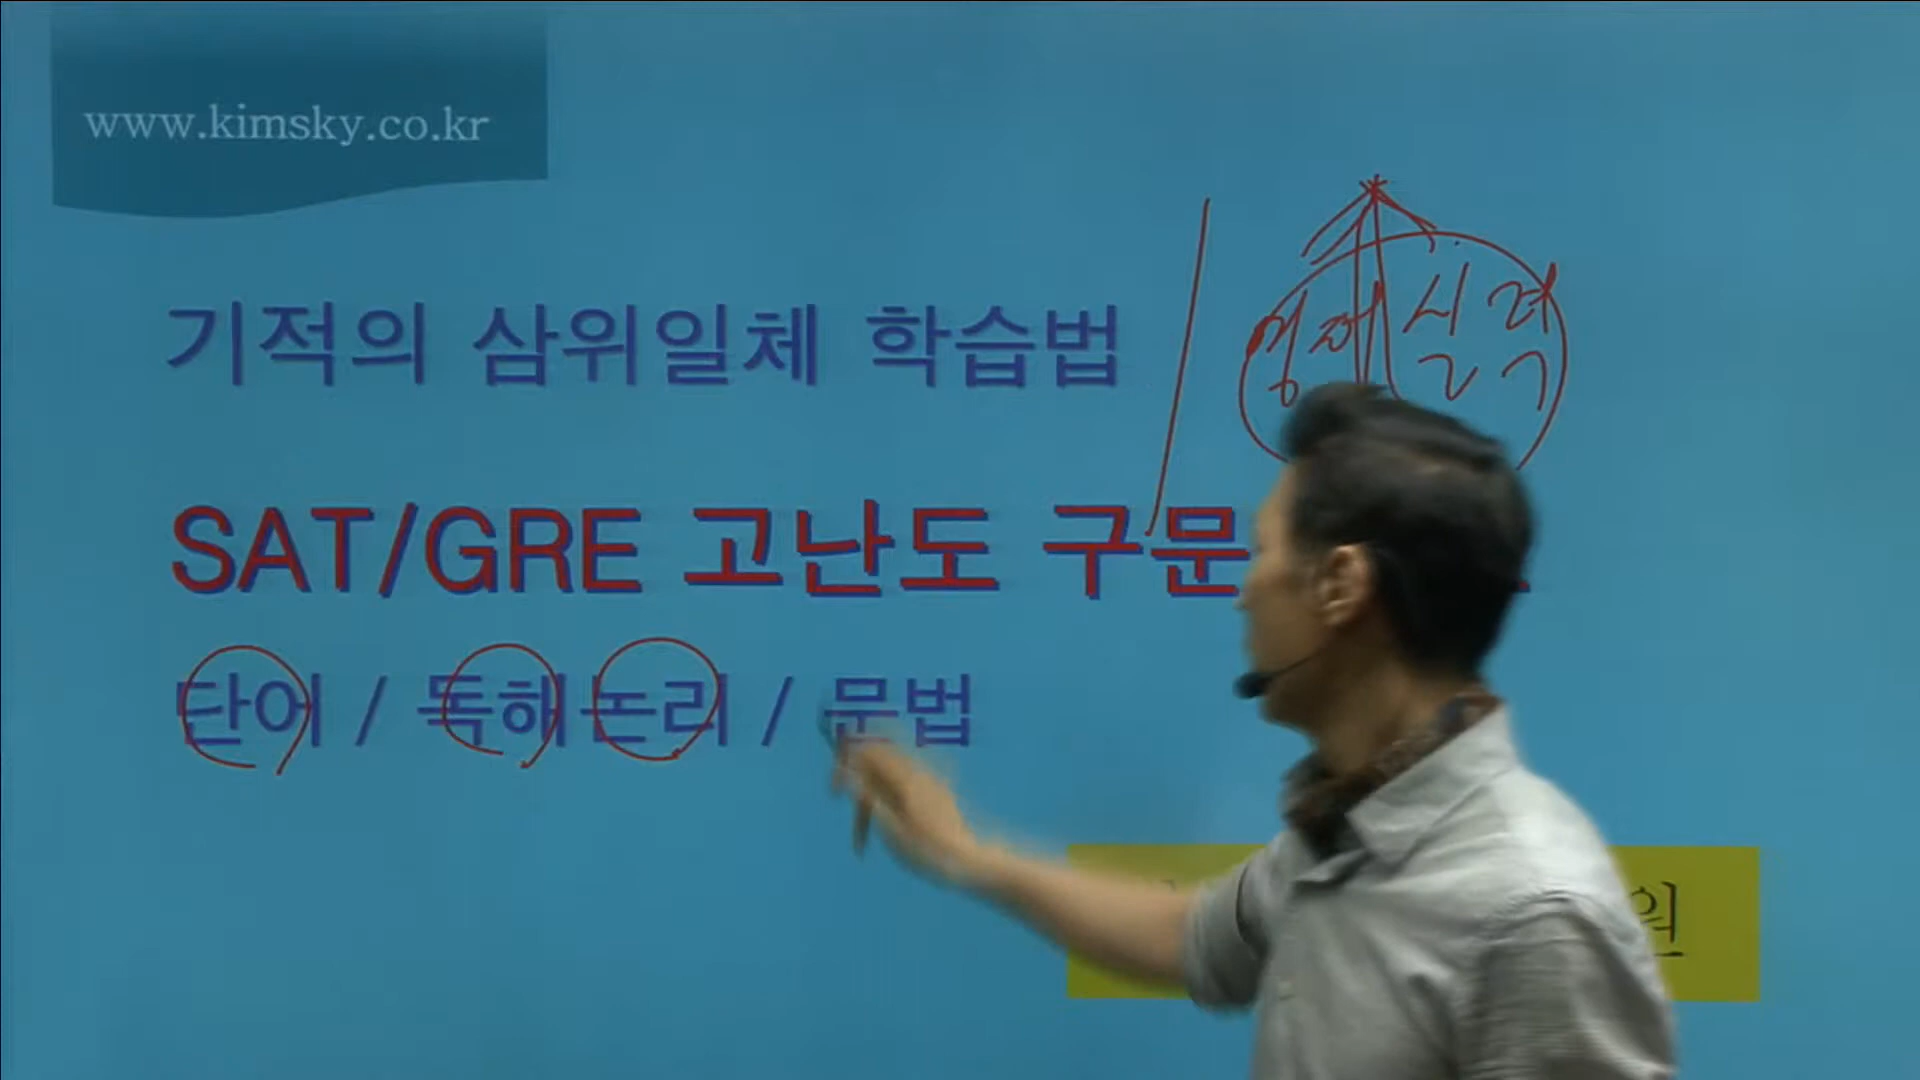 www.kimsky.co.kr
기적의 삼위일체 학습법
영재 실력
SAT/GRE 고난도 구문
단어 / 독해논리 / 문법
원